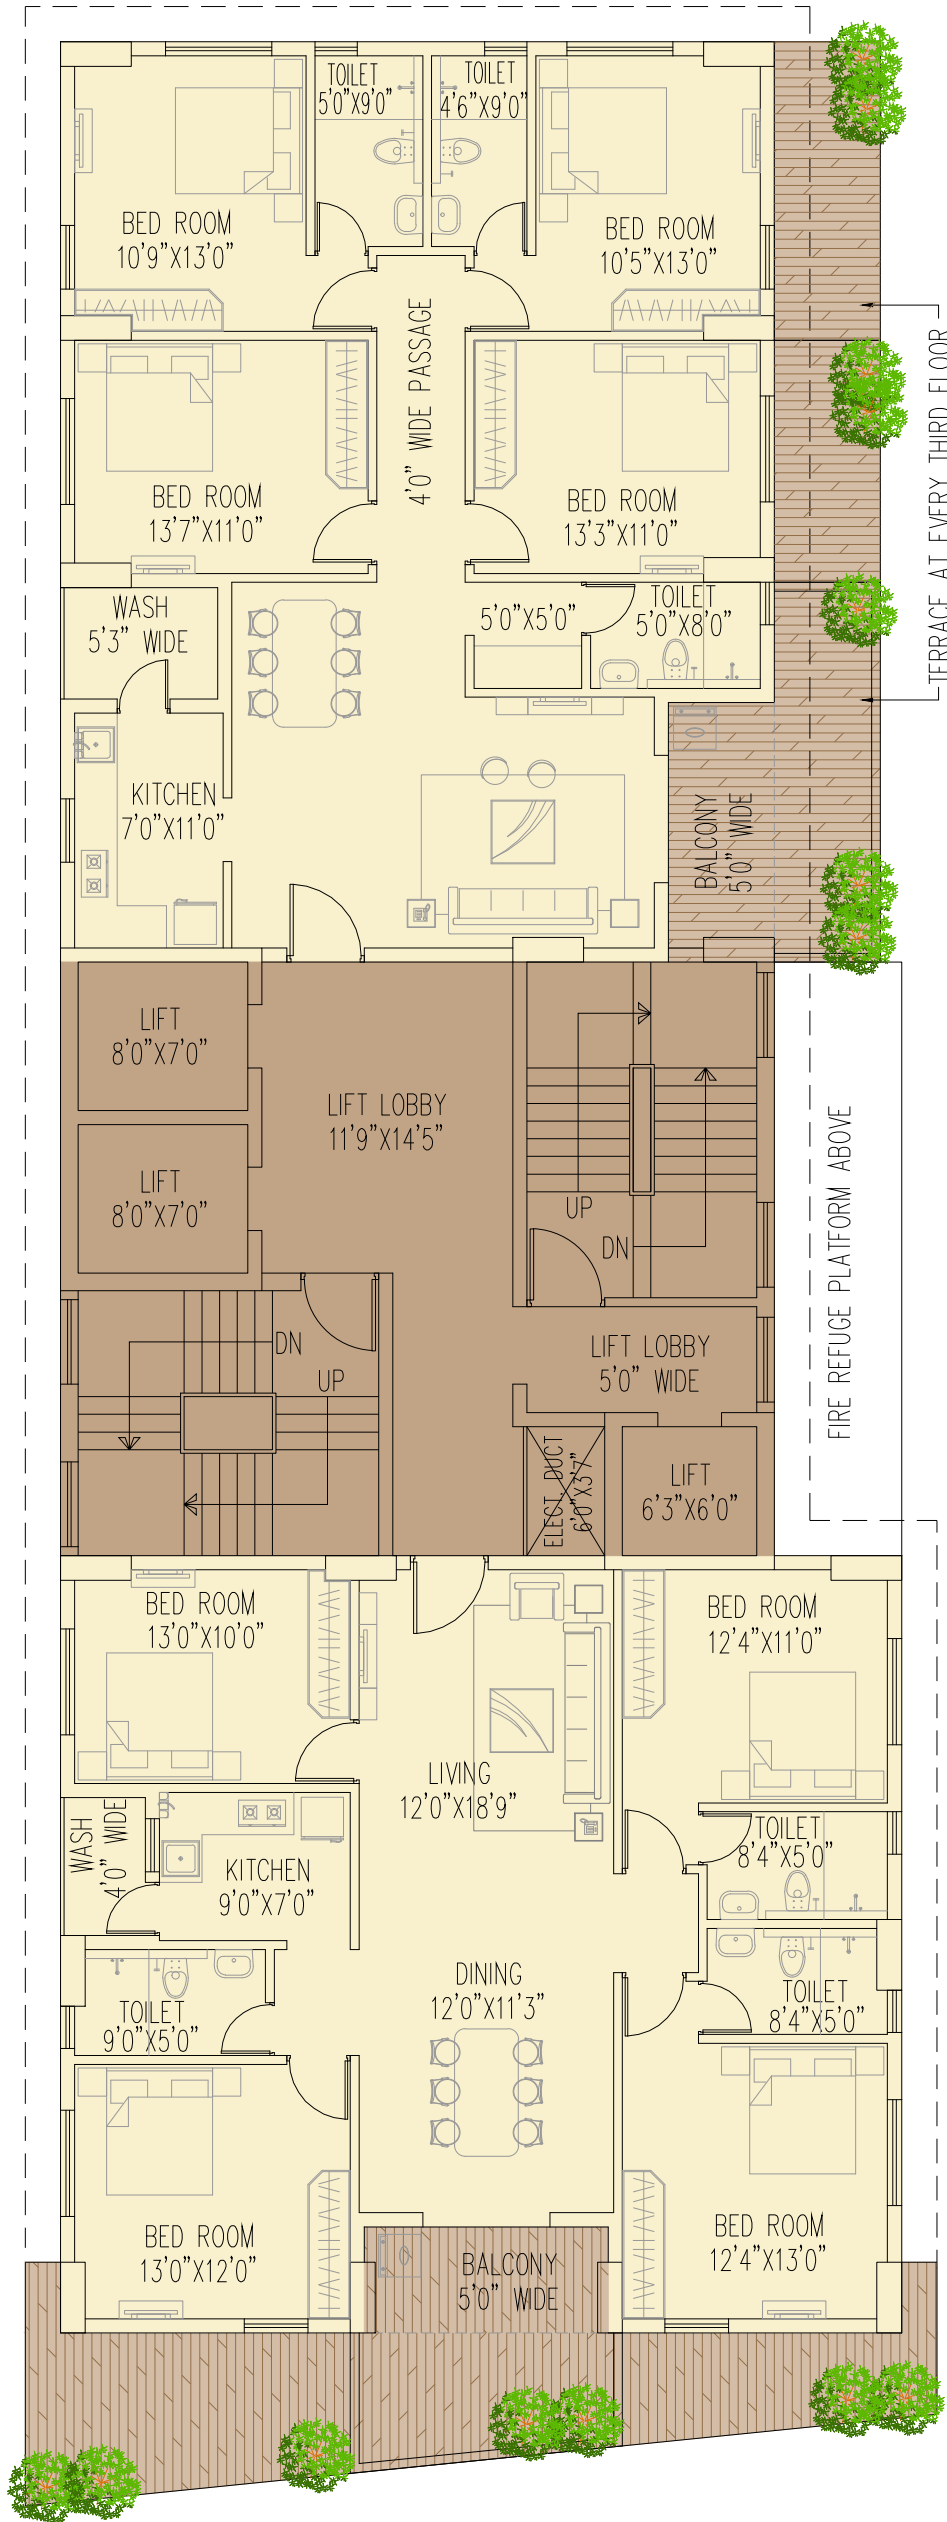 TOILET
5'0"X9'0"
TOILET
4'6"X9'0"
BED ROOM
10'9"X13'0"
BED ROOM
10'5"X13'0"
4'0" WIDE PASSAGE
TERRACE AT EVERY THIRD FLOOR
BED ROOM
13'7"X11'0"
BED ROOM
13'3"X11'0"
WASH
5'3" WIDE
5'0"X5'0"
TOILET
5'0"X8'0"
KITCHEN
7'0"X11'0"
BALCONY
5'0" WIDE
LIFT
8'0"X7'0"
LIFT LOBBY
11'9"X14'5"
LIFT
8'0"X7'0"
UP
DN
FIRE REFUGE PLATFORM ABOVE
DN
UP
LIFT LOBBY
5'0" WIDE
ELECT. DUCT
6'0"X3'7"
LIFT
6'3"X6'0"
BED ROOM
13'0"X10'0"
BED ROOM
12'4"X11'0"
LIVING
12'0"X18'9"
WASH
4'0" WIDE
KITCHEN
9'0"X7'0"
TOILET
8'4"X5'0"
DINING
12'0"X11'3"
TOILET
9'0"X5'0"
TOILET
8'4"X5'0"
BED ROOM
13'0"X12'0"
BED ROOM
12'4"X13'0"
BALCONY
5'0" WIDE